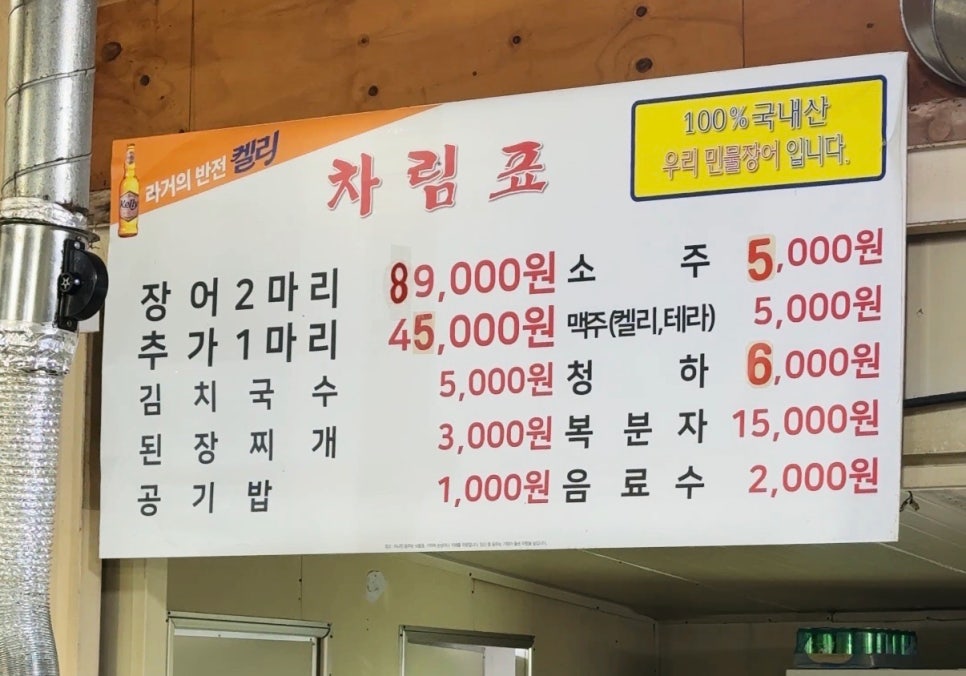 라거의 반전 켈리
Kelly
차림표
100%국내산
우리 민물장어 입니다.
장어2마리 89,000원
추가1마리 45,000원
김치국수 5,000원
된장찌개 3,000원
공기밥 1,000원
소주 5,000원
맥주(켈리,테라) 5,000원
청하 6,000원
복분자 15,000원
음료수 2,000원